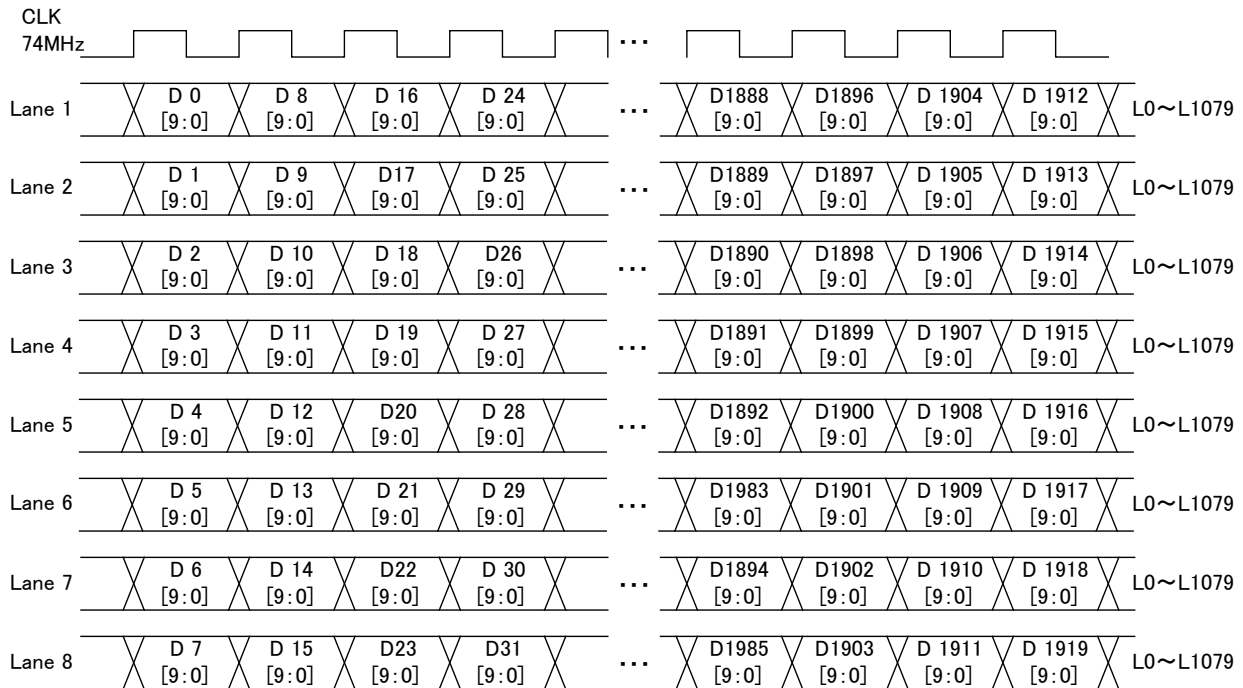 CLK
74MHz
...
Lane 1 D 0 D 8 D 16 D 24 ... D1888 D1896 D 1904 D 1912 L0～L1079
[9:0] [9:0] [9:0] [9:0] [9:0] [9:0] [9:0] [9:0]
Lane 2 D 1 D 9 D17 D 25 ... D1889 D1897 D 1905 D 1913 L0～L1079
[9:0] [9:0] [9:0] [9:0] [9:0] [9:0] [9:0] [9:0]
Lane 3 D 2 D 10 D 18 D26 ... D1890 D1898 D 1906 D 1914 L0～L1079
[9:0] [9:0] [9:0] [9:0] [9:0] [9:0] [9:0] [9:0]
Lane 4 D 3 D 11 D 19 D 27 ... D1891 D1899 D 1907 D 1915 L0～L1079
[9:0] [9:0] [9:0] [9:0] [9:0] [9:0] [9:0] [9:0]
Lane 5 D 4 D 12 D20 D 28 ... D1892 D1900 D 1908 D 1916 L0～L1079
[9:0] [9:0] [9:0] [9:0] [9:0] [9:0] [9:0] [9:0]
Lane 6 D 5 D 13 D 21 D 29 ... D1983 D1901 D 1909 D 1917 L0～L1079
[9:0] [9:0] [9:0] [9:0] [9:0] [9:0] [9:0] [9:0]
Lane 7 D 6 D 14 D22 D 30 ... D1894 D1902 D 1910 D 1918 L0～L1079
[9:0] [9:0] [9:0] [9:0] [9:0] [9:0] [9:0] [9:0]
Lane 8 D 7 D 15 D23 D31 ... D1985 D1903 D 1911 D 1919 L0～L1079
[9:0] [9:0] [9:0] [9:0] [9:0] [9:0] [9:0] [9:0]